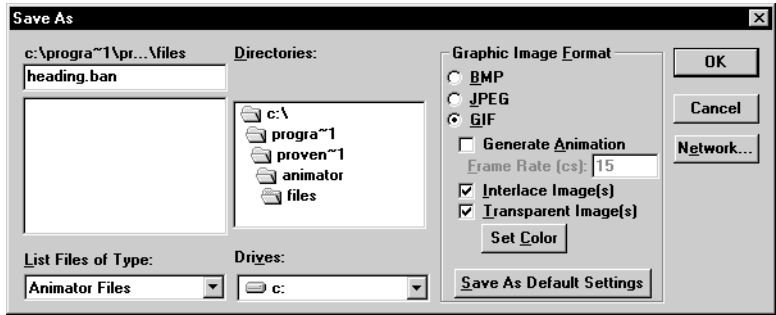 Save As
c:\progra~1\pr...\files
heading.ban
Directories:
c:\
progra~1
proven~1
animator
files
List Files of Type:
Animator Files
Drives:
c:
Graphic Image Format
BMP
JPEG
GIF
Generate Animation
Frame Rate (cs): 15
Interlace Image(s)
Transparent Image(s)
Set Color
Save As Default Settings
OK
Cancel
Network...